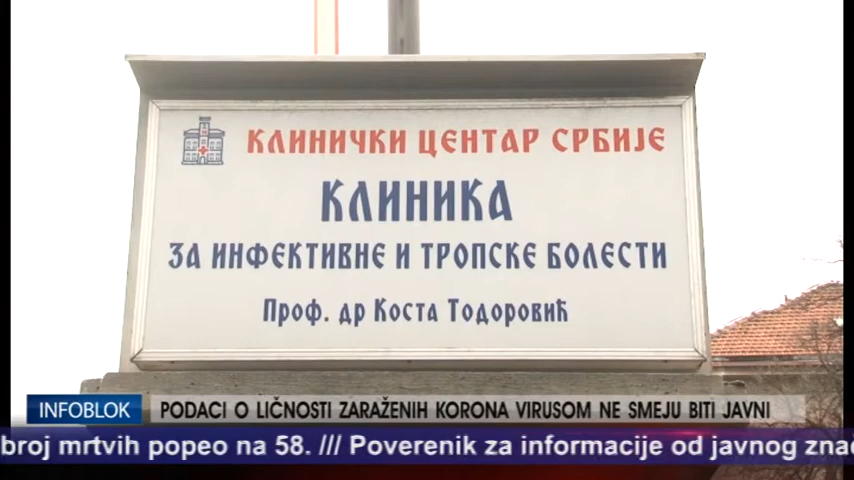 КЛИНИЧКИ ЦЕНТАР СРБИЈЕ
КЛИНИКА
ЗА ИНФЕКТИВНЕ И ТРОПСКЕ БОЛЕСТИ
Проф. др Коста Тодоровић
INFOBLOK PODACI O LIČNOSTI ZARAŽENIH KORONA VIRUSOM NE SMEJU BITI JAVNI
broj mrtvih popeo na 58. /// Poverenik za informacije od javnog znač